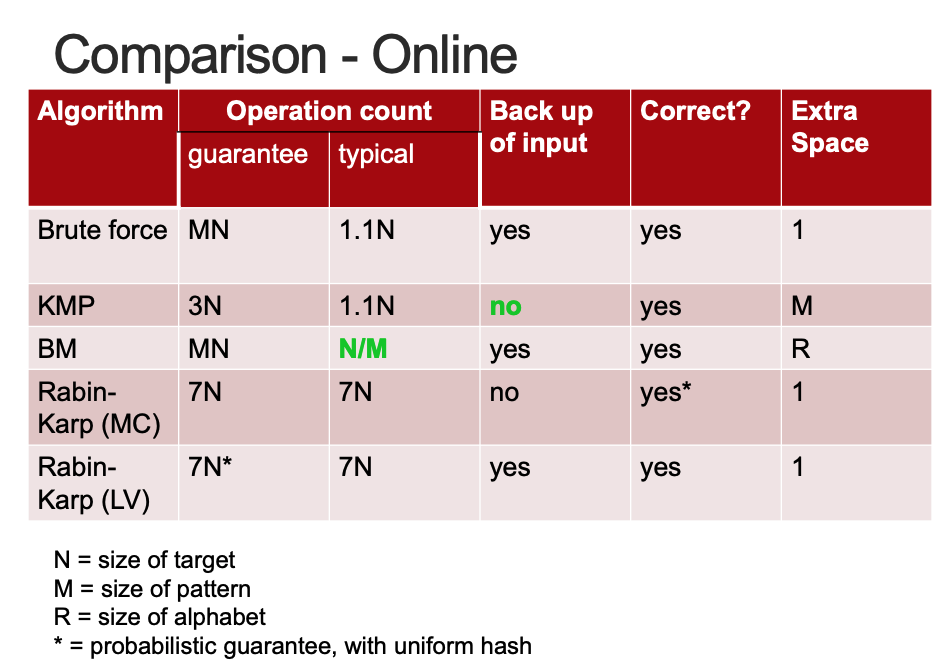 Comparison - Online
Algorithm Operation count Back up of input Correct? Extra Space
guarantee typical
Brute force MN 1.1N yes yes 1
KMP 3N 1.1N no yes M
BM MN N/M yes yes R
Rabin-Karp (MC) 7N 7N no yes* 1
Rabin-Karp (LV) 7N* 7N yes yes 1
N = size of target
M = size of pattern
R = size of alphabet
* = probabilistic guarantee, with uniform hash